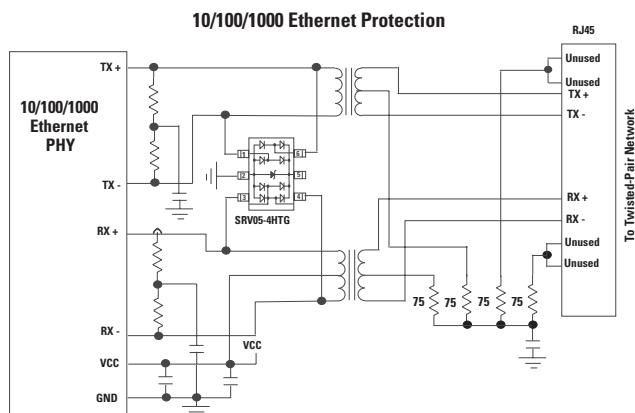 10/100/1000 Ethernet Protection
RJ45
Unused
Unused
TX +
TX -
RX +
RX -
Unused
Unused
To Twisted-Pair Network
TX +
10/100/1000
Ethernet
PHY
TX -
RX +
RX -
VCC
GND
1
2
3
6
5
4
SRV05-4HTG
VCC
75
75
75
75